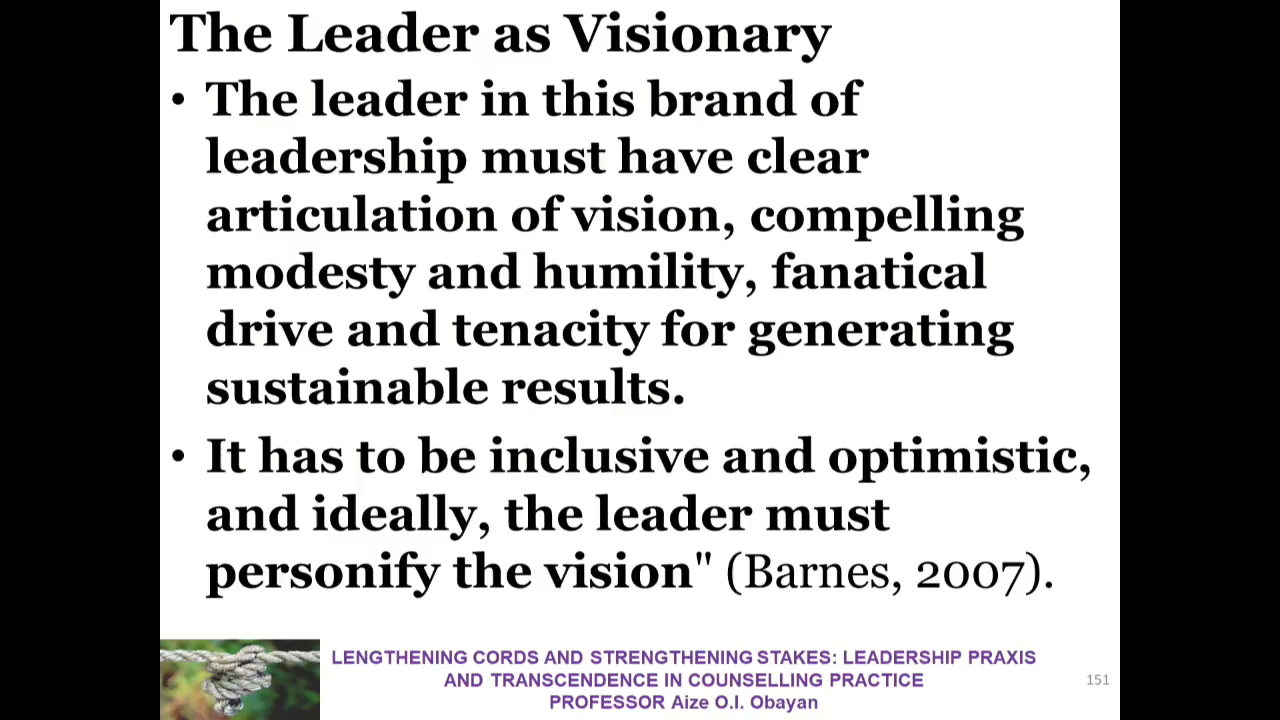 The Leader as Visionary
• The leader in this brand of
leadership must have clear
articulation of vision, compelling
modesty and humility, fanatical
drive and tenacity for generating
sustainable results.
• It has to be inclusive and optimistic,
and ideally, the leader must
personify the vision" (Barnes, 2007).
LENGTHENING CORDS AND STRENGTHENING STAKES: LEADERSHIP PRAXIS
AND TRANSCENDENCE IN COUNSELLING PRACTICE
PROFESSOR Aize O.I. Obayan
151